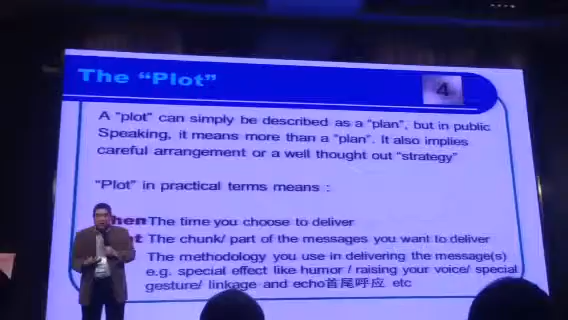 The “Plot”
4
A “plot” can simply be described as a “plan”, but in public
Speaking, it means more than a “plan”. It also implies
careful arrangement or a well thought out “strategy”
“Plot” in practical terms means :
The time you choose to deliver
The chunk/ part of the messages you want to deliver
The methodology you use in delivering the message(s)
e.g. special effect like humor / raising your voice/ special
gesture/ linkage and echo首尾呼应 etc